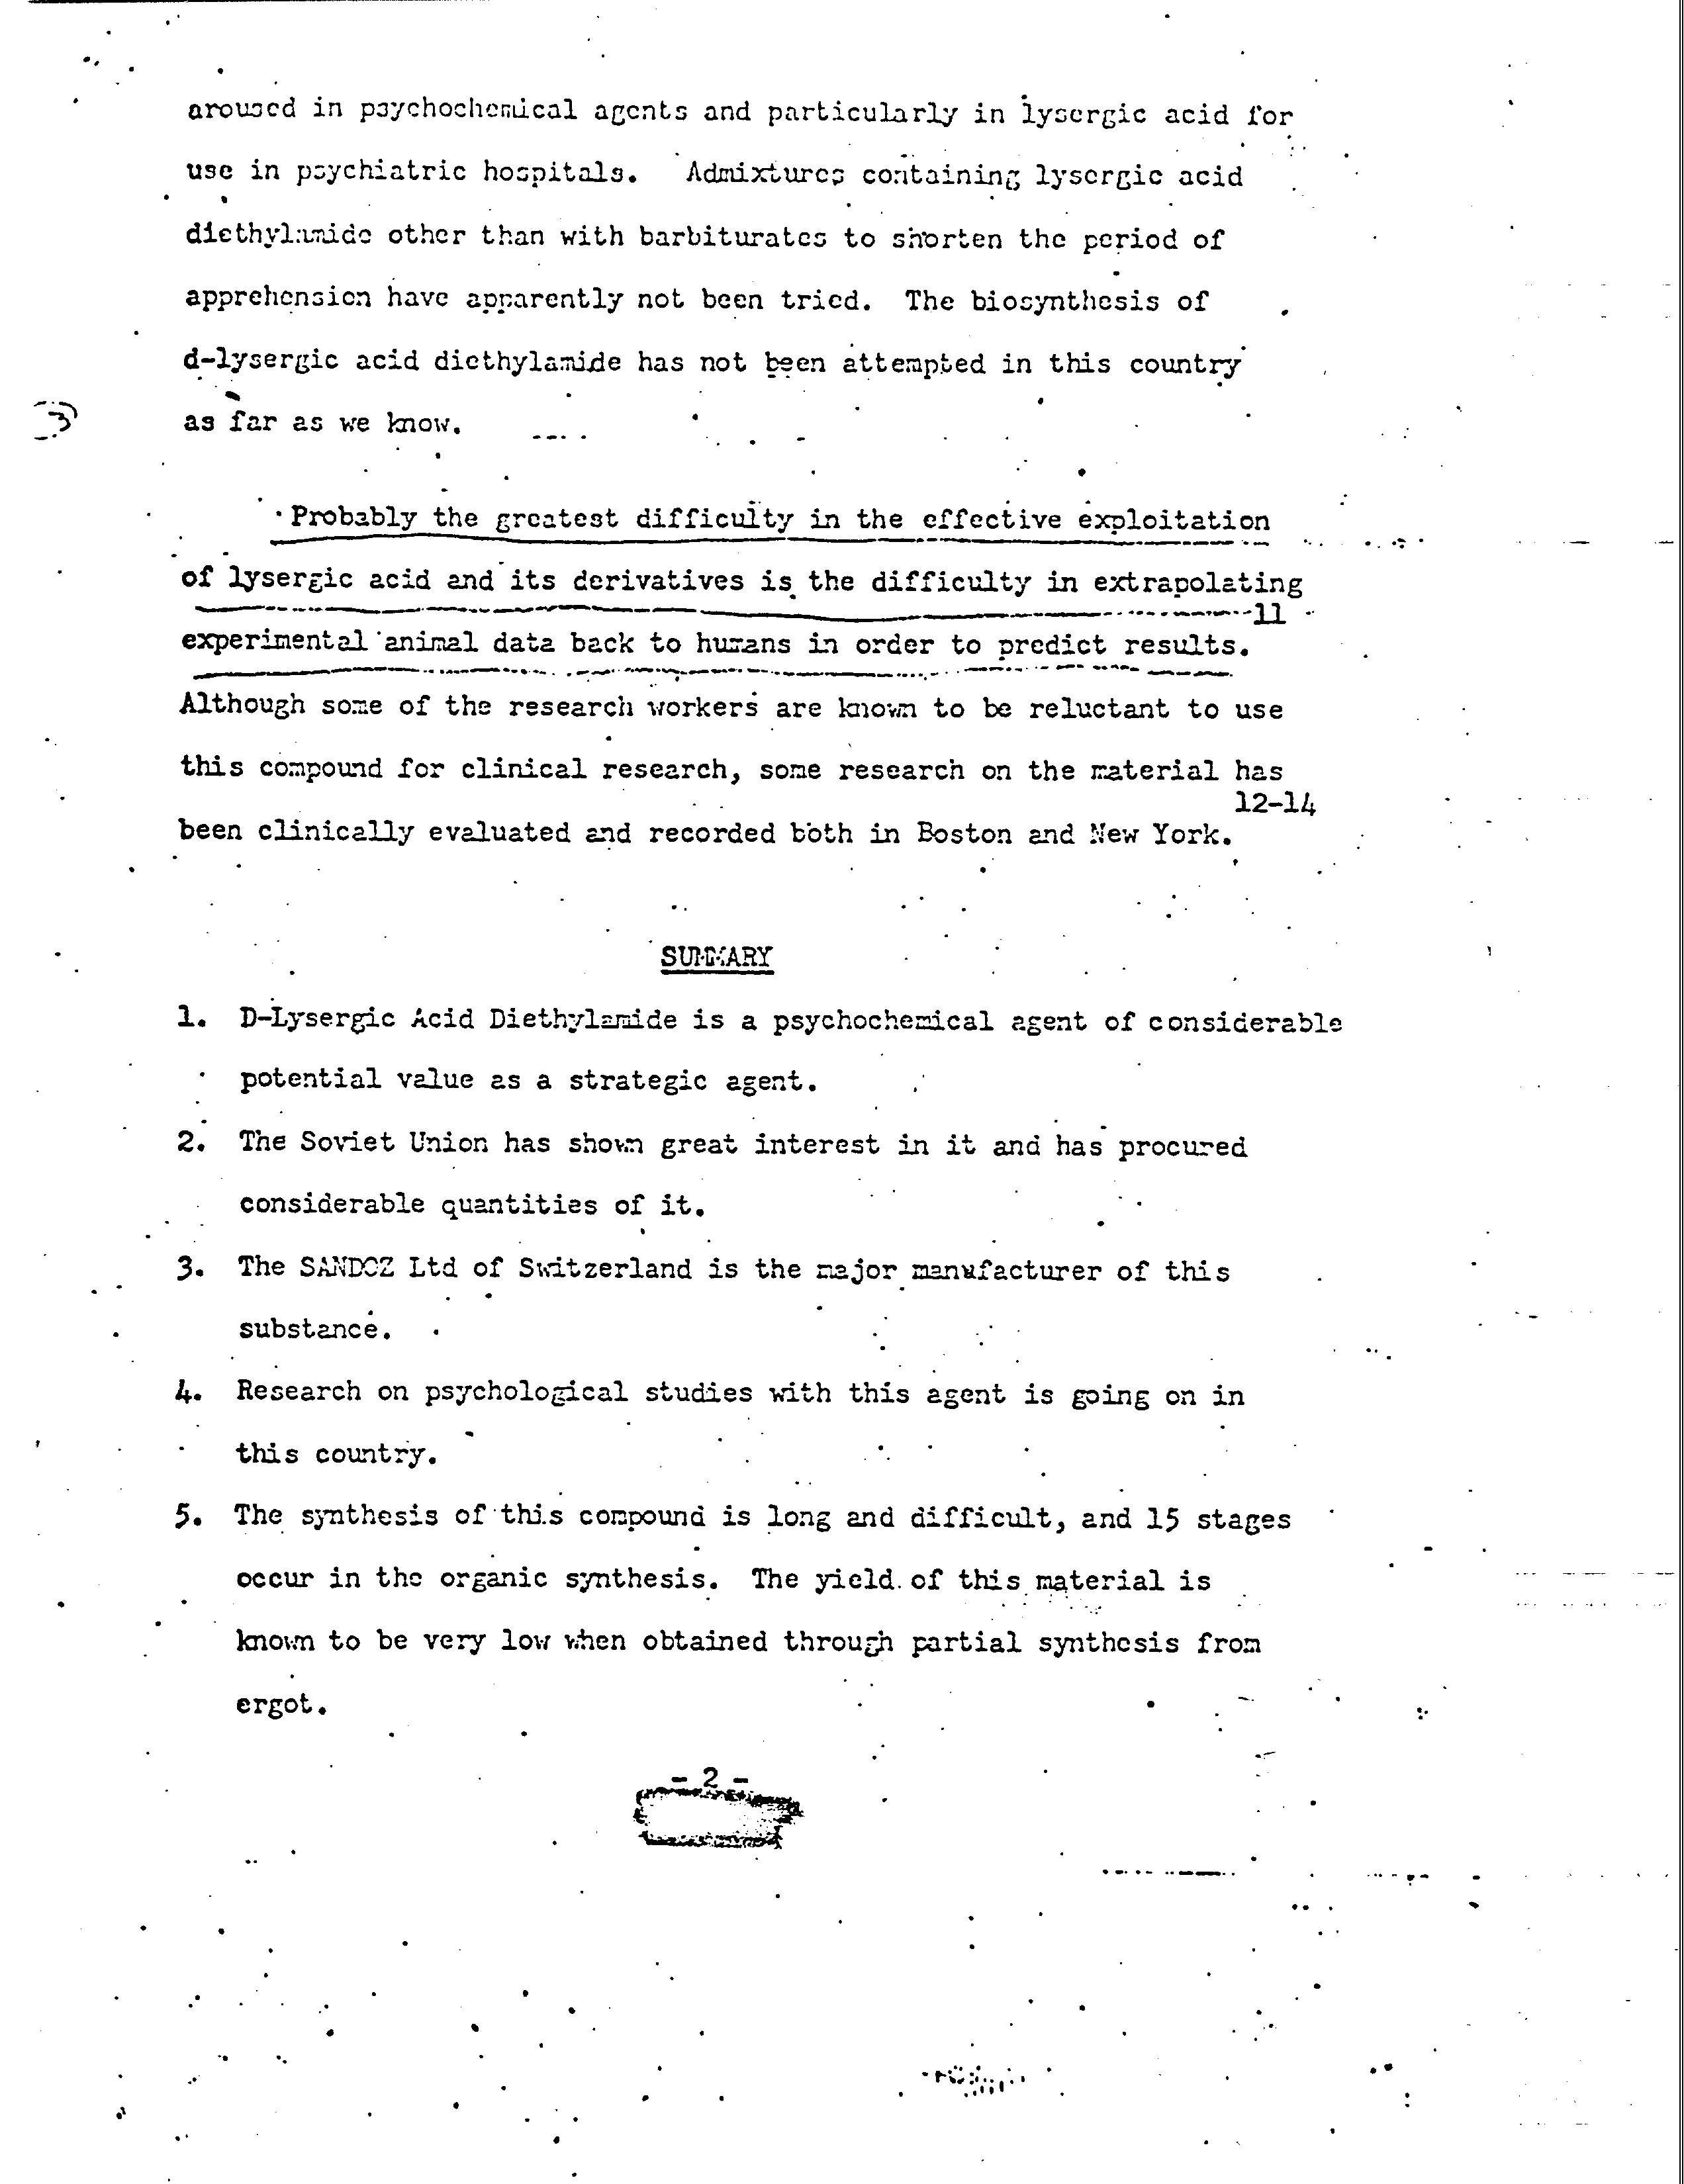 aroused in psychochemical agents and particularly in lysergic acid for
use in psychiatric hospitals. Admixtures containing lysergic acid
diethylamide other than with barbiturates to shorten the period of
apprehension have apparently not been tried. The biosynthesis of
d-lysergic acid diethylamide has not been attempted in this country
3
as far as we know.
Probably the greatest difficulty in the effective exploitation
of lysergic acid and its derivatives is the difficulty in extrapolating
11
experimental animal data back to humans in order to predict results.
Although some of the research workers are known to be reluctant to use
this compound for clinical research, some research on the material has
12-14
been clinically evaluated and recorded both in Boston and New York.
SUMMARY
1. D-Lysergic Acid Diethylamide is a psychochemical agent of considerable
potential value as a strategic agent.
2. The Soviet Union has shown great interest in it and has procured
considerable quantities of it.
3. The SANDOZ Ltd of Switzerland is the major manufacturer of this
substance.
4. Research on psychological studies with this agent is going on in
this country.
5. The synthesis of this compound is long and difficult, and 15 stages
occur in the organic synthesis. The yield of this material is
known to be very low when obtained through partial synthesis from
ergot.
- 2 -